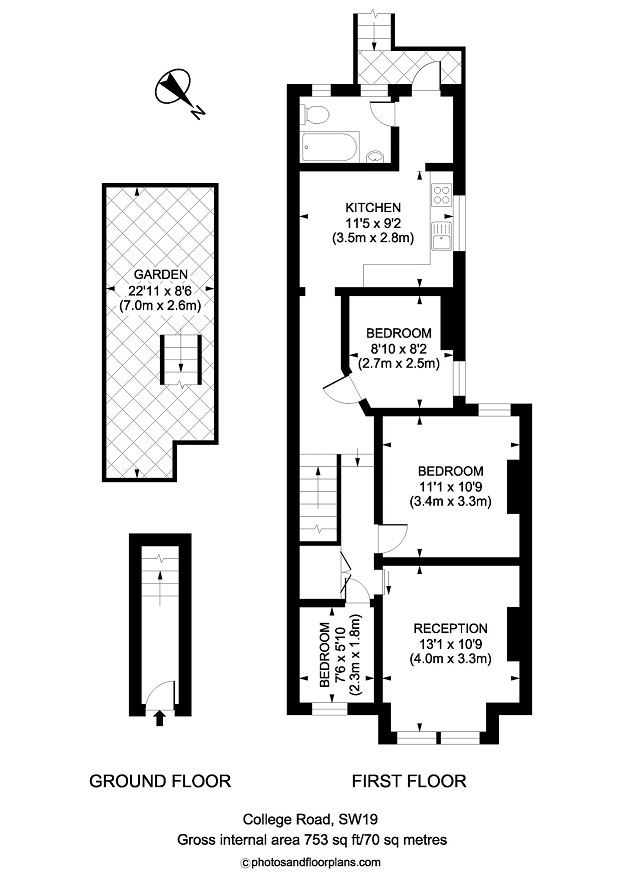 N
KITCHEN
11'5 x 9'2
(3.5m x 2.8m)
GARDEN
22'11 x 8'6
(7.0m x 2.6m)
BEDROOM
8'10 x 8'2
(2.7m x 2.5m)
BEDROOM
11'1 x 10'9
(3.4m x 3.3m)
BEDROOM
7'6 x 5'10
(2.3m x 1.8m)
RECEPTION
13'1 x 10'9
(4.0m x 3.3m)
GROUND FLOOR
FIRST FLOOR
College Road, SW19
Gross internal area 753 sq ft/70 sq metres
©photosandfloorplans.com